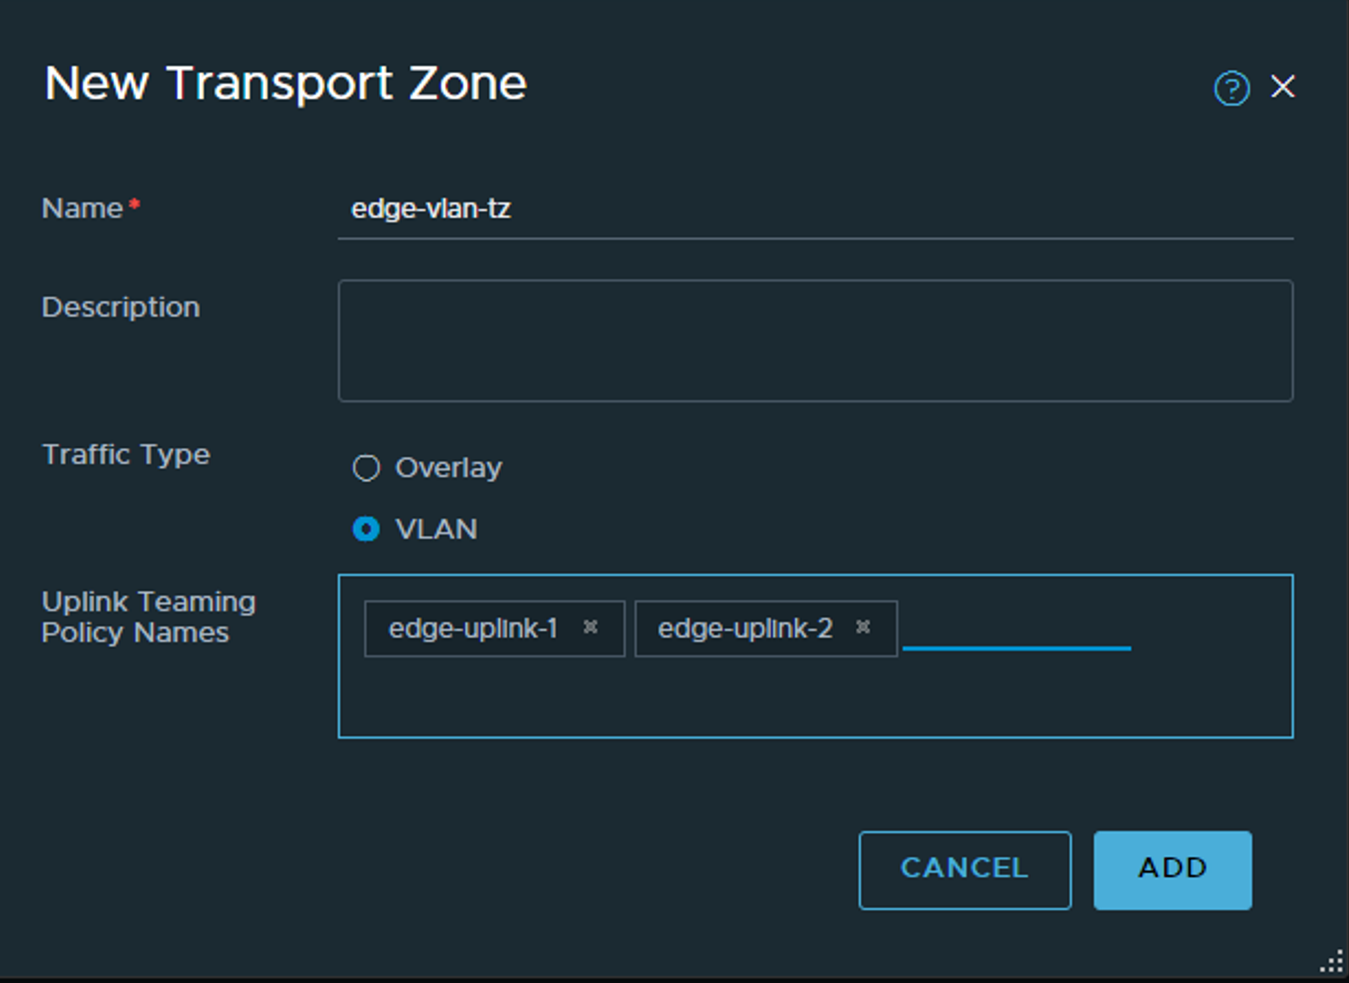 New Transport Zone
Name*
edge-vlan-tz
Description
Traffic Type
Overlay
VLAN
Uplink Teaming
Policy Names
edge-uplink-1
edge-uplink-2
CANCEL
ADD